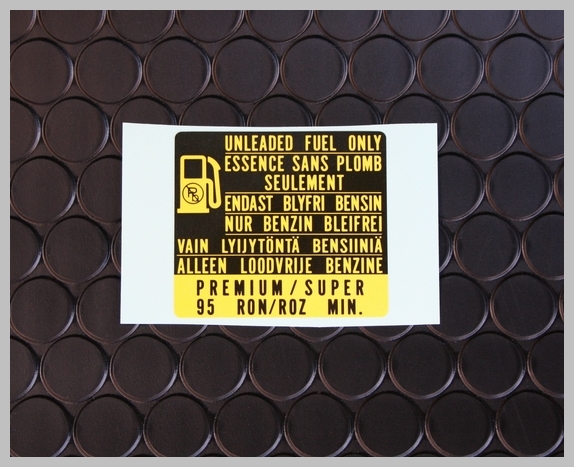 UNLEADED FUEL ONLY
ESSENCE SANS PLOMB
SEULEMENT
ENDAST BLYFRI BENSIN
NUR BENZIN BLEIFREI
VAIN LYIJYTÖNTÄ BENSIINIÄ
ALLEEN LOODVRIJE BENZINE
PREMIUM/SUPER
95 RON/ROZ MIN.